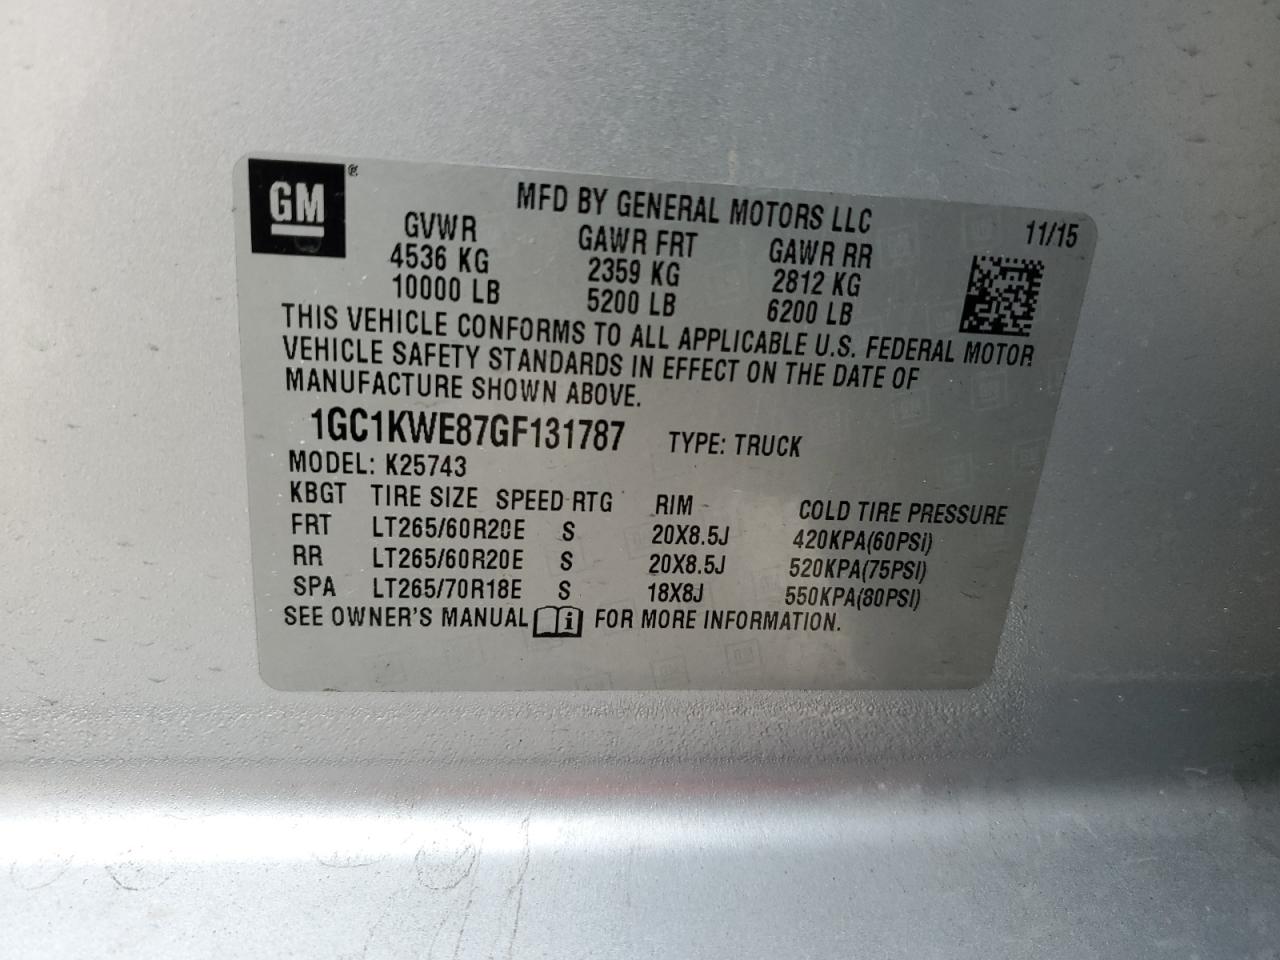 GM ®
MFD BY GENERAL MOTORS LLC 11/15
GVWR GAWR FRT GAWR RR
4536 KG 2359 KG 2812 KG
10000 LB 5200 LB 6200 LB
THIS VEHICLE CONFORMS TO ALL APPLICABLE U.S. FEDERAL MOTOR
VEHICLE SAFETY STANDARDS IN EFFECT ON THE DATE OF
MANUFACTURE SHOWN ABOVE.
1GC1KWE87GF131787 TYPE: TRUCK
MODEL: K25743
KBGT TIRE SIZE SPEED RTG RIM COLD TIRE PRESSURE
FRT LT265/60R20E S 20X8.5J 420KPA(60PSI)
RR LT265/60R20E S 20X8.5J 520KPA(75PSI)
SPA LT265/70R18E S 18X8J 550KPA(80PSI)
SEE OWNER'S MANUAL i FOR MORE INFORMATION.